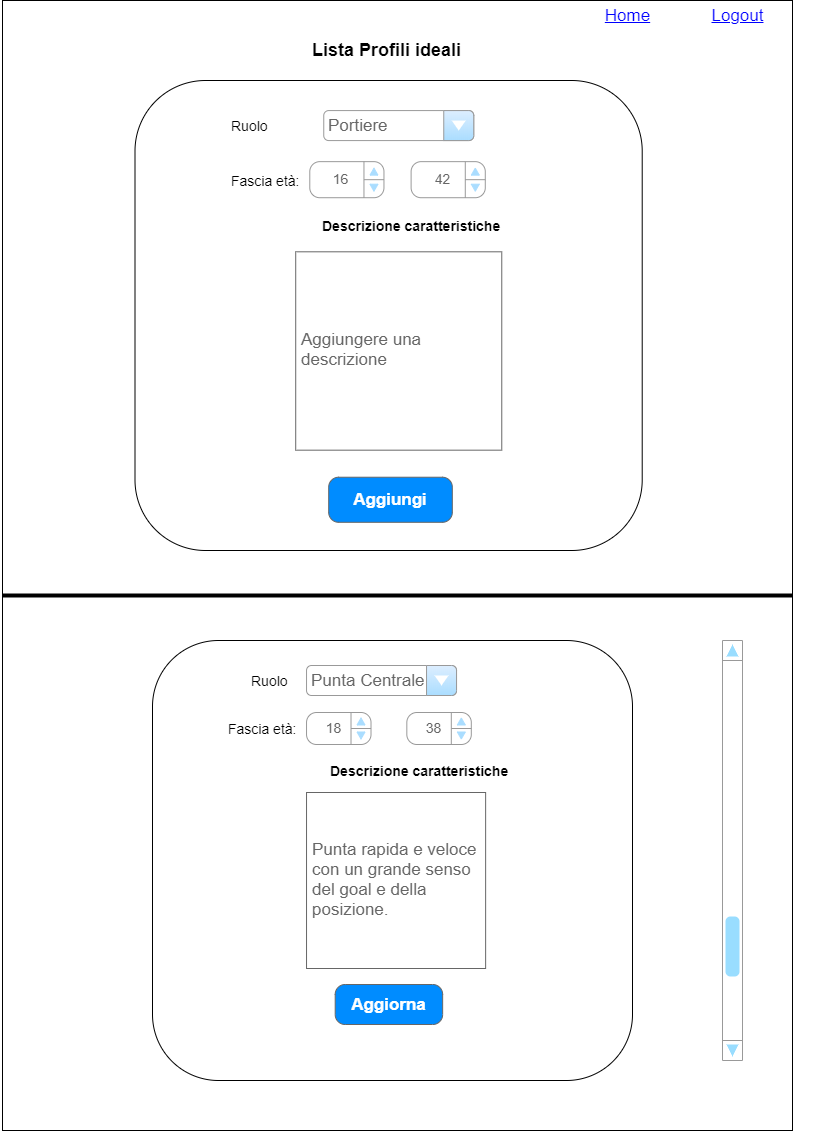 Home Logout
Lista Profili ideali
Ruolo Portiere
Fascia età: 16 42
Descrizione caratteristiche
Aggiungere una
descrizione
Aggiungi
Ruolo Punta Centrale
Fascia età: 18 38
Descrizione caratteristiche
Punta rapida e veloce
con un grande senso
del goal e della
posizione.
Aggiorna